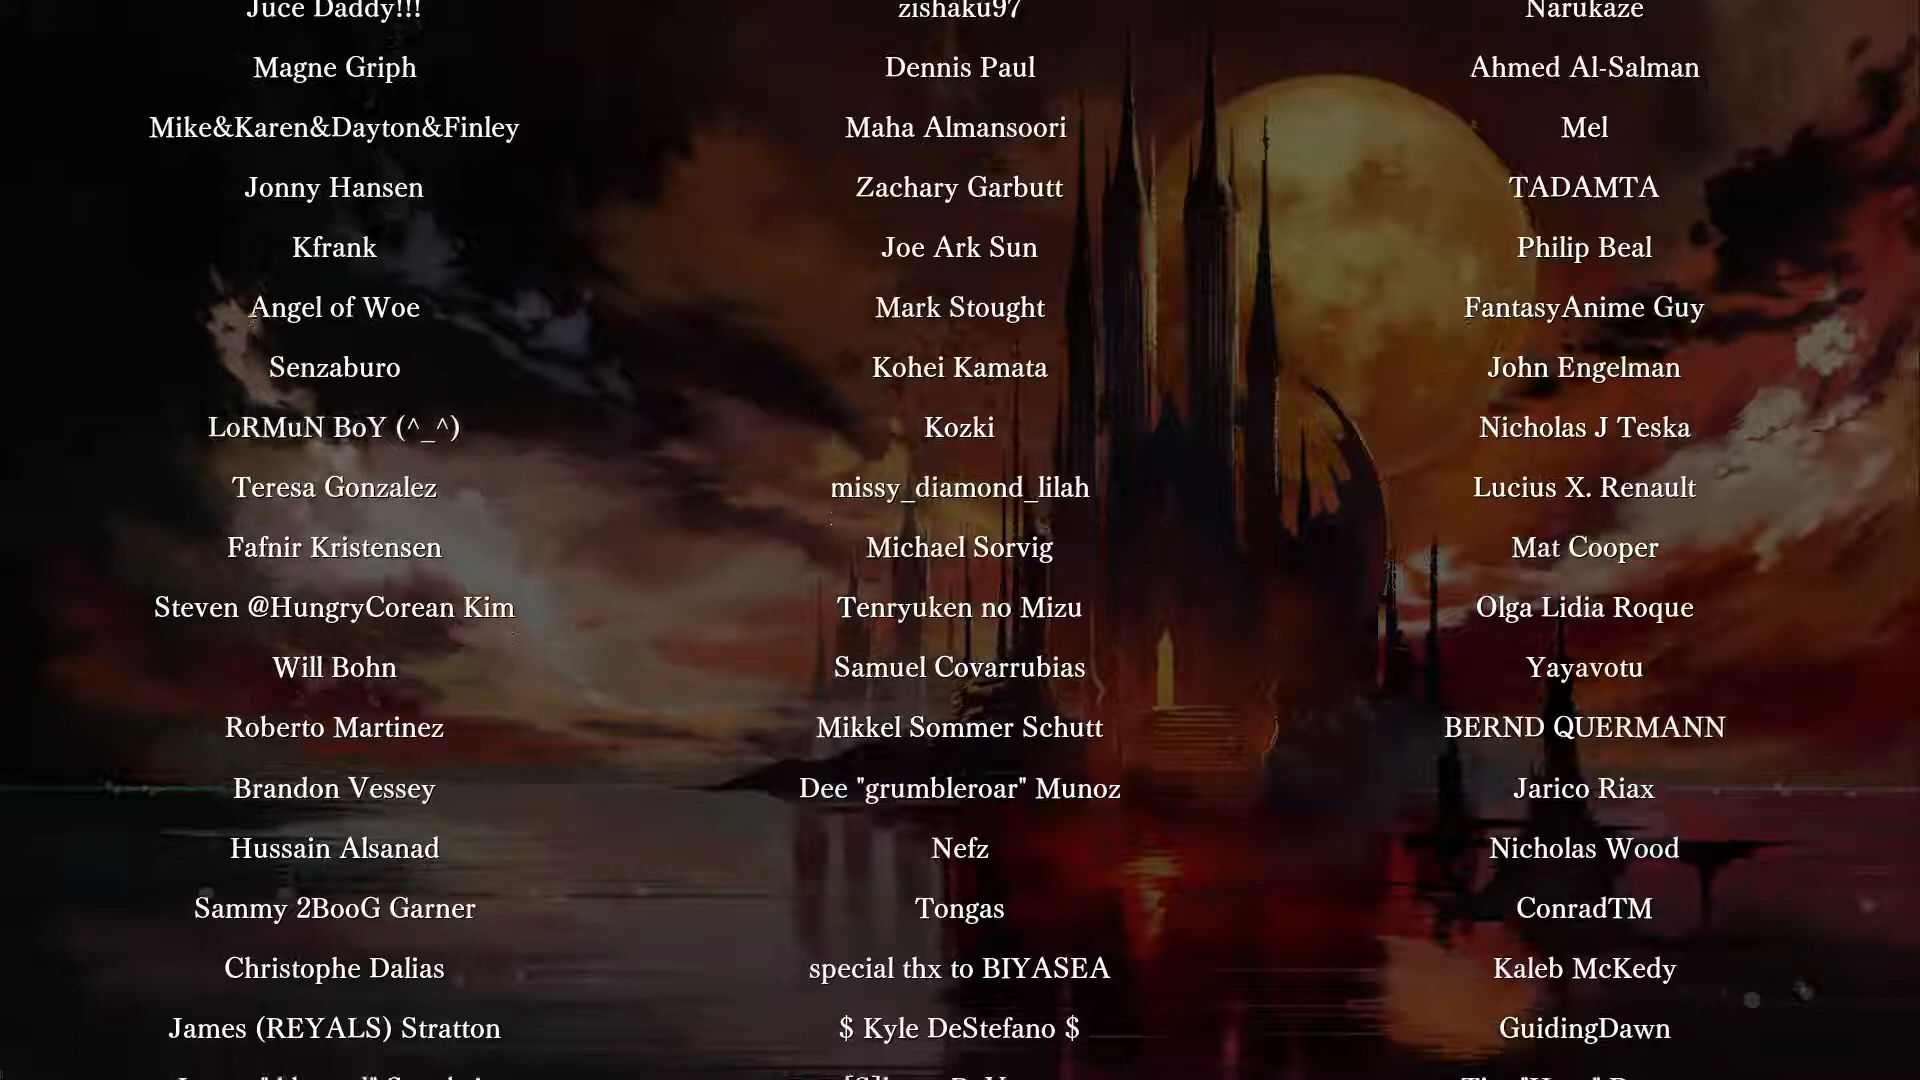 Juce Daddy!!! zishaku97 Narukaze
Magne Griph Dennis Paul Ahmed Al-Salman
Mike&Karen&Dayton&Finley Maha Almansoori Mel
Jonny Hansen Zachary Garbutt TADAMTA
Kfrank Joe Ark Sun Philip Beal
Angel of Woe Mark Stought FantasyAnime Guy
Senzaburo Kohei Kamata John Engelman
LoRMuN BoY (^_^) Kozki Nicholas J Teska
Teresa Gonzalez missy_diamond_lilah Lucius X. Renault
Fafnir Kristensen Michael Sorvig Mat Cooper
Steven @HungryCorean Kim Tenryuken no Mizu Olga Lidia Roque
Will Bohn Samuel Covarrubias Yayavotu
Roberto Martinez Mikkel Sommer Schutt BERND QUERMANN
Brandon Vessey Dee "grumbleroar" Munoz Jarico Riax
Hussain Alsanad Nefz Nicholas Wood
Sammy 2BooG Garner Tongas ConradTM
Christophe Dalias special thx to BIYASEA Kaleb McKedy
James (REYALS) Stratton $ Kyle DeStefano $ GuidingDawn